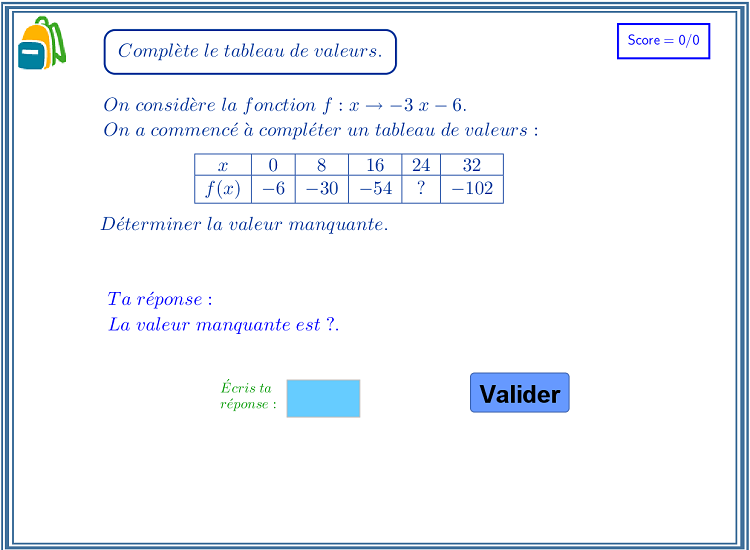 Complète le tableau de valeurs.
Score = 0/0
On considère la fonction f : x → −3 x − 6.
On a commencé à compléter un tableau de valeurs :
x 0 8 16 24 32
f(x) −6 −30 −54 ? −102
Déterminer la valeur manquante.
Ta réponse :
La valeur manquante est ?.
Écris ta
réponse :
Valider